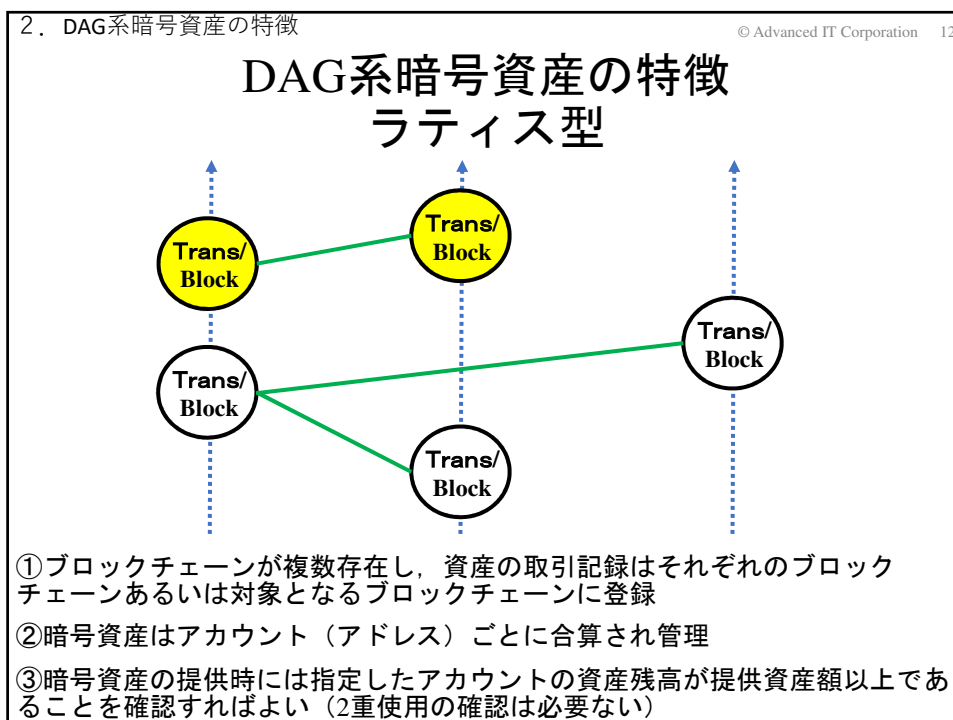 ２．DAG系暗号資産の特徴
© Advanced IT Corporation 12
DAG系暗号資産の特徴
ラティス型
Trans/
Block
Trans/
Block
Trans/
Block
Trans/
Block
Trans/
Block
①ブロックチェーンが複数存在し，資産の取引記録はそれぞれのブロック
チェーンあるいは対象となるブロックチェーンに登録
②暗号資産はアカウント（アドレス）ごとに合算され管理
③暗号資産の提供時には指定したアカウントの資産残高が提供資産額以上であ
ることを確認すればよい（2重使用の確認は必要ない）